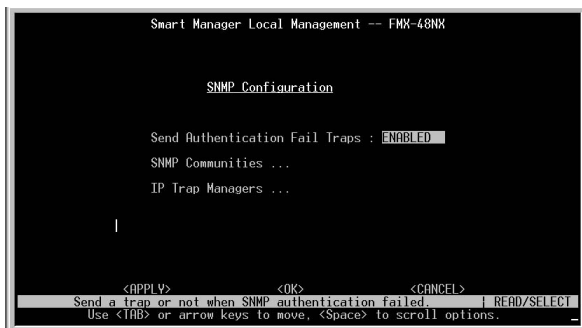 Smart Manager Local Management -- FMX-48NX
SNMP Configuration
Send Authentication Fail Traps : ENABLED
SNMP Communities ...
IP Trap Managers ...
<APPLY> <OK> <CANCEL>
Send a trap or not when SNMP authentication failed. | READ/SELECT
Use <TAB> or arrow keys to move, <Space> to scroll options.